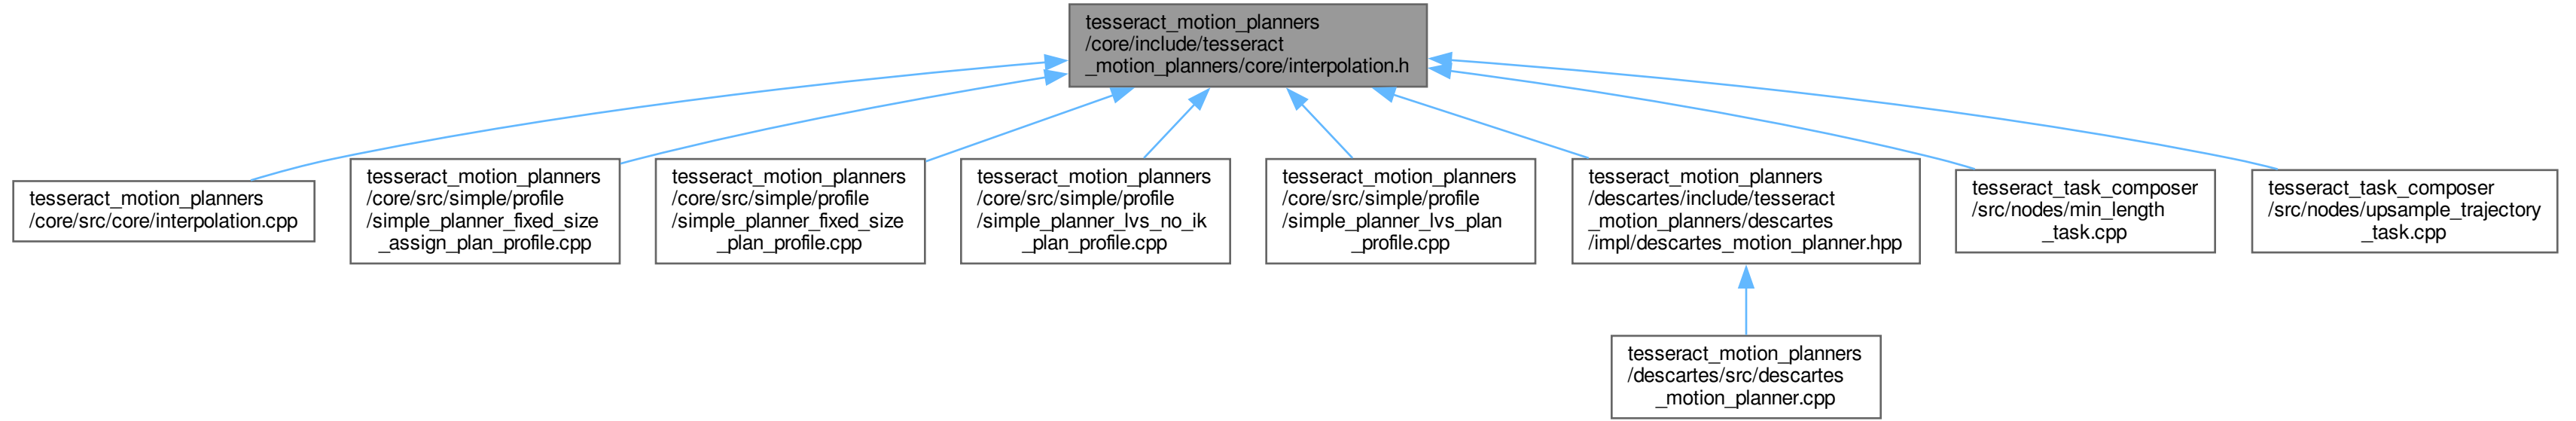 tesseract_motion_planners
/core/include/tesseract
_motion_planners/core/interpolation.h
tesseract_motion_planners
/core/src/core/interpolation.cpp
tesseract_motion_planners
/core/src/simple/profile
/simple_planner_fixed_size
_assign_plan_profile.cpp
tesseract_motion_planners
/core/src/simple/profile
/simple_planner_fixed_size
_plan_profile.cpp
tesseract_motion_planners
/core/src/simple/profile
/simple_planner_lvs_no_ik
_plan_profile.cpp
tesseract_motion_planners
/core/src/simple/profile
/simple_planner_lvs_plan
_profile.cpp
tesseract_motion_planners
/descartes/include/tesseract
_motion_planners/descartes
/impl/descartes_motion_planner.hpp
tesseract_task_composer
/src/nodes/min_length
_task.cpp
tesseract_task_composer
/src/nodes/upsample_trajectory
_task.cpp
tesseract_motion_planners
/descartes/src/descartes
_motion_planner.cpp